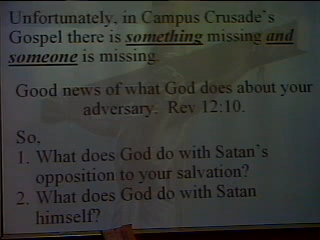 Unfortunately, in Campus Crusade's
Gospel there is something missing and
someone is missing.
Good news of what God does about your
adversary. Rev 12:10.
So,
1. What does God do with Satan's
opposition to your salvation?
2. What does God do with Satan
himself?